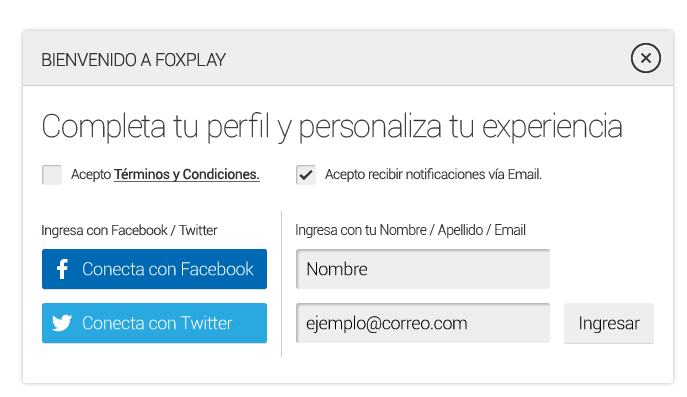 BIENVENIDO A FOXPLAY
Completa tu perfil y personaliza tu experiencia
Acepto Términos y Condiciones.
Acepto recibir notificaciones vía Email.
Ingresa con Facebook / Twitter
Conecta con Facebook
Conecta con Twitter
Ingresa con tu Nombre / Apellido / Email
Nombre
ejemplo@correo.com
Ingresar